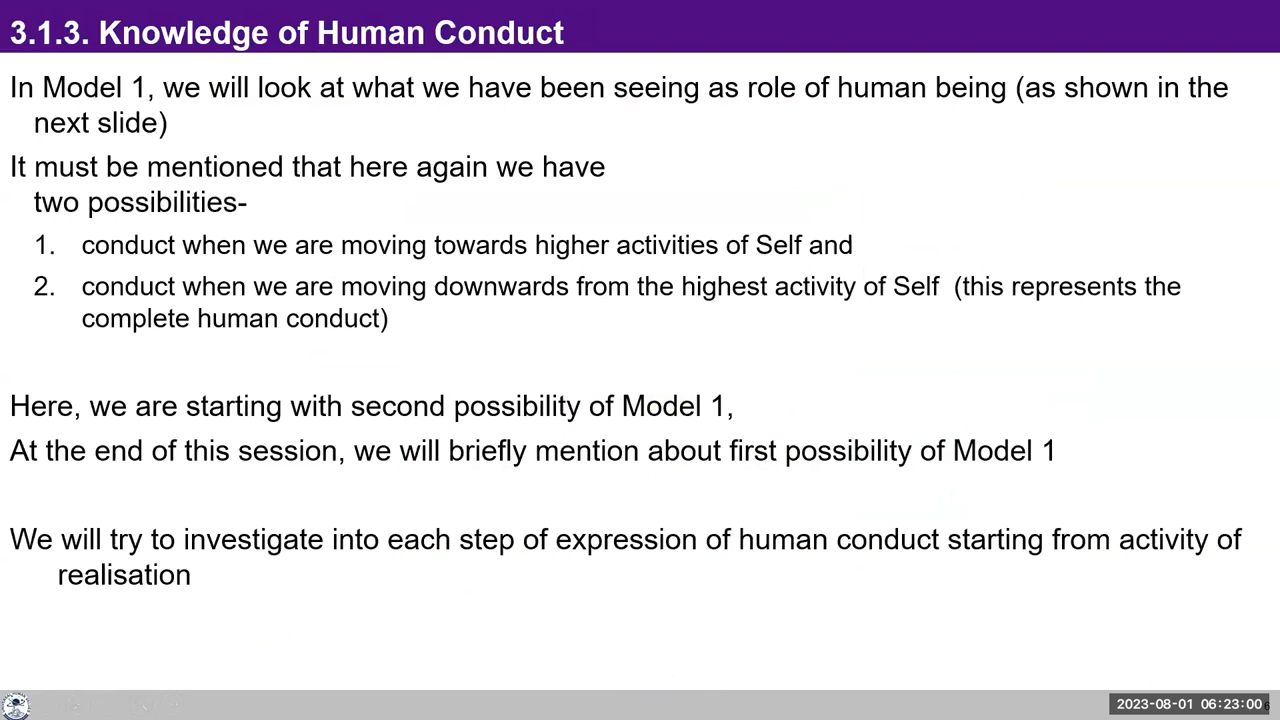 3.1.3. Knowledge of Human Conduct
In Model 1, we will look at what we have been seeing as role of human being (as shown in the
next slide)
It must be mentioned that here again we have
two possibilities-
1. conduct when we are moving towards higher activities of Self and
2. conduct when we are moving downwards from the highest activity of Self (this represents the
complete human conduct)
Here, we are starting with second possibility of Model 1,
At the end of this session, we will briefly mention about first possibility of Model 1
We will try to investigate into each step of expression of human conduct starting from activity of
realisation
2023-08-01 06:23:00